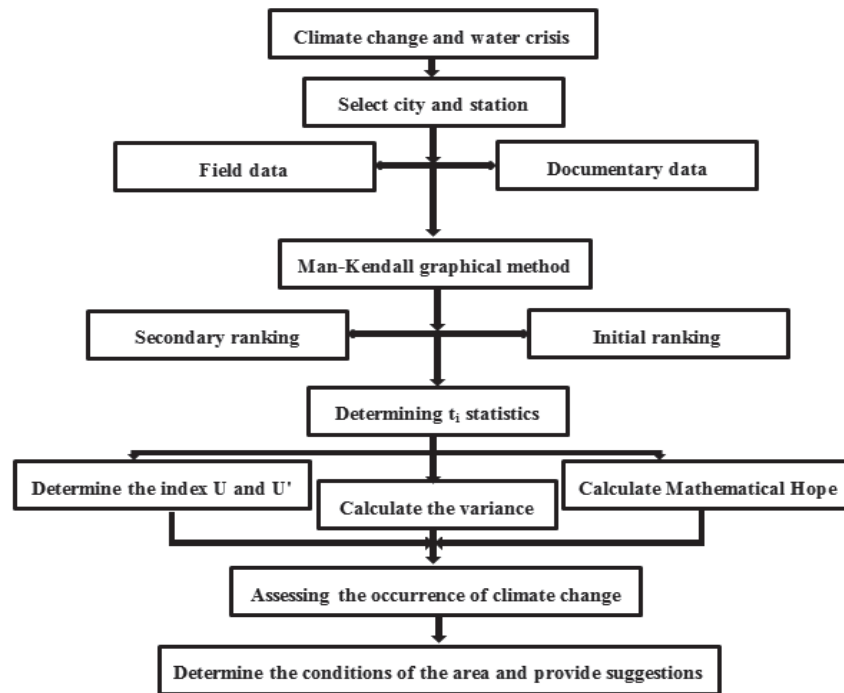 Climate change and water crisis
Select city and station
Field data
Documentary data
Man-Kendall graphical method
Secondary ranking
Initial ranking
Determining tᵢ statistics
Determine the index U and U'
Calculate the variance
Calculate Mathematical Hope
Assessing the occurrence of climate change
Determine the conditions of the area and provide suggestions